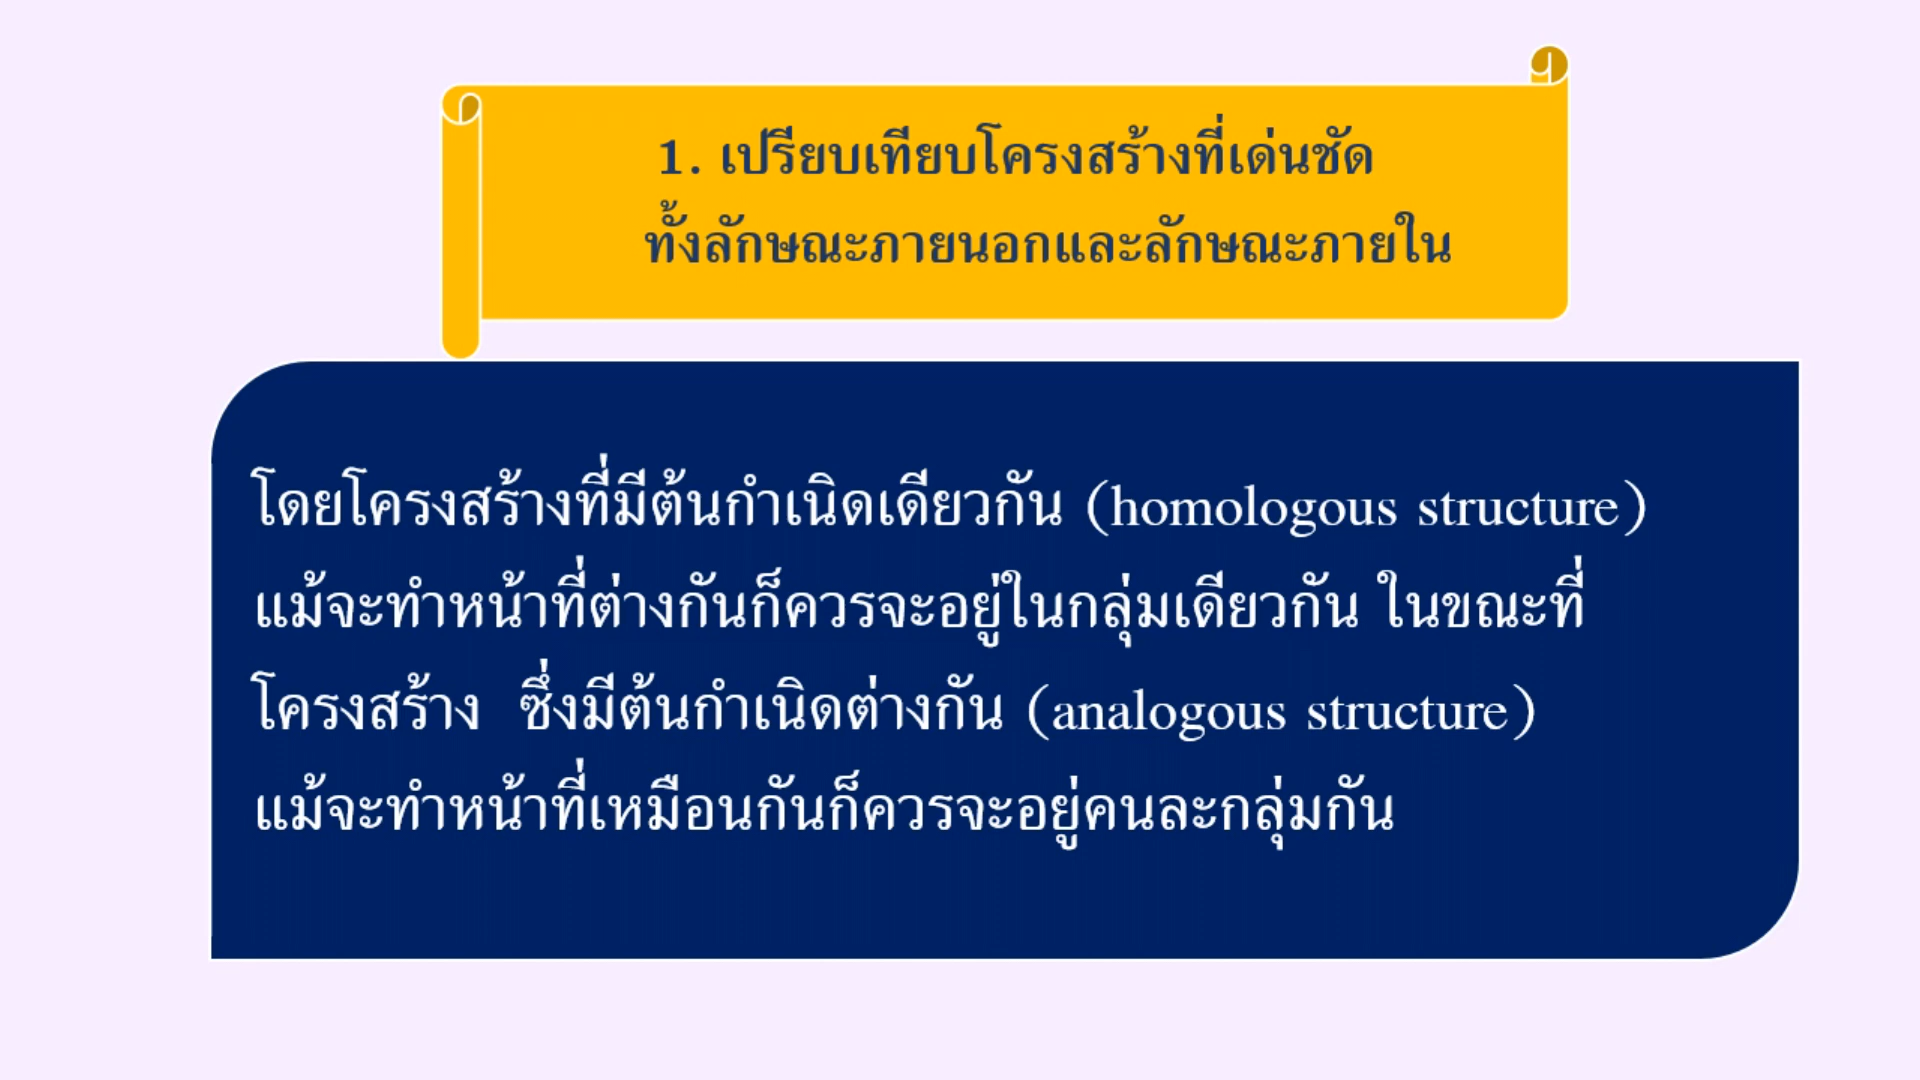 1. เปรียบเทียบโครงสร้างที่เด่นชัด
ทั้งลักษณะภายนอกและลักษณะภายใน
โดยโครงสร้างที่มีต้นกำเนิดเดียวกัน (homologous structure)
แม้จะทำหน้าที่ต่างกันก็ควรจะอยู่ในกลุ่มเดียวกัน ในขณะที่
โครงสร้าง ซึ่งมีต้นกำเนิดต่างกัน (analogous structure)
แม้จะทำหน้าที่เหมือนกันก็ควรจะอยู่คนละกลุ่มกัน